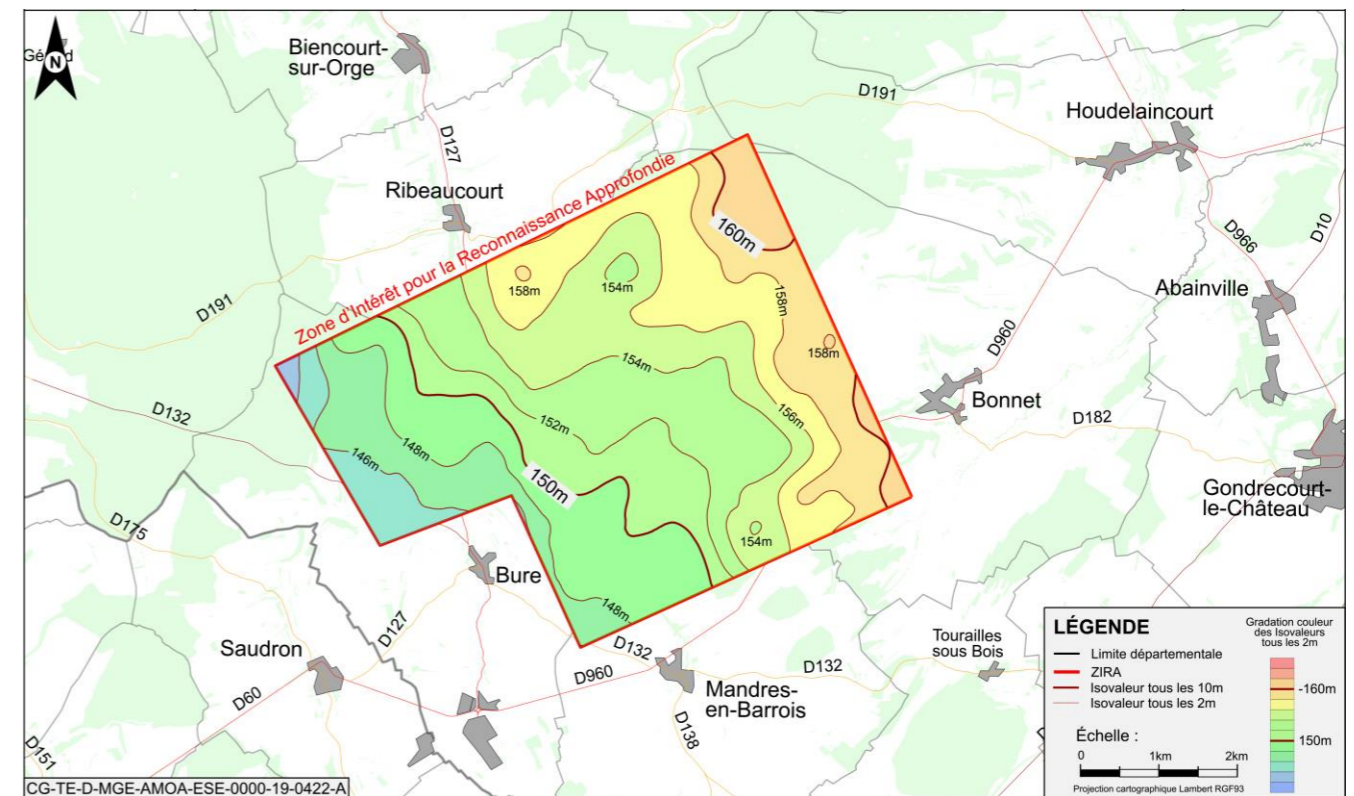 Biencourt-
sur-Orge
N
D191
Houdelaincourt
D127
Ribeaucourt
Zone d'Intérêt pour la Reconnaissance Approfondie
160m
D966
D10
158m
154m
158m
Abainville
D191
158m
D960
154m
D132
152m
156m
Bonnet
D182
148m
146m
150m
Gondrecourt-
le-Château
D175
154m
Bure
148m
D127
D132
Saudron
Tourailles
sous Bois
D132
D960
D60
Mandres-
en-Barrois
D138
D151
LÉGENDE
Limite départementale
ZIRA
Isovaleur tous les 10m
Isovaleur tous les 2m
Échelle :
0 1km 2km
Projection cartographique Lambert RGF93
Gradation couleur
des Isovaleurs
tous les 2m
-160m
150m
CG-TE-D-MGE-AMOA-ESE-0000-19-0422-A